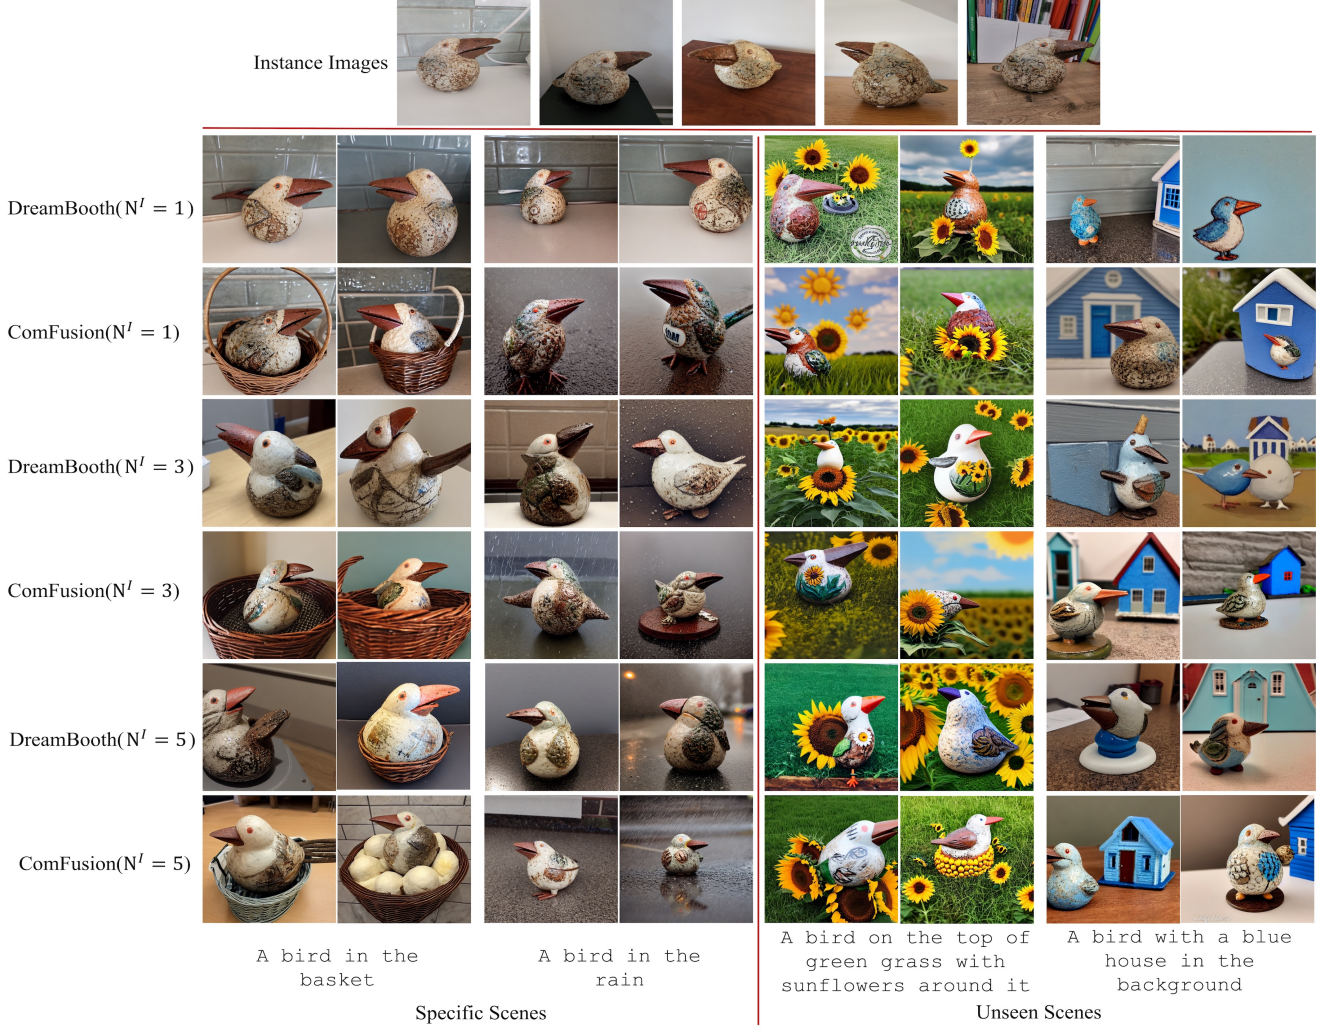 Instance Images
DreamBooth(N^I = 1)
ComFusion(N^I = 1)
DreamBooth(N^I = 3)
ComFusion(N^I = 3)
DreamBooth(N^I = 5)
ComFusion(N^I = 5)
A bird in the
basket
A bird in the
rain
A bird on the top of
green grass with
sunflowers around it
A bird with a blue
house in the
background
Specific Scenes
Unseen Scenes